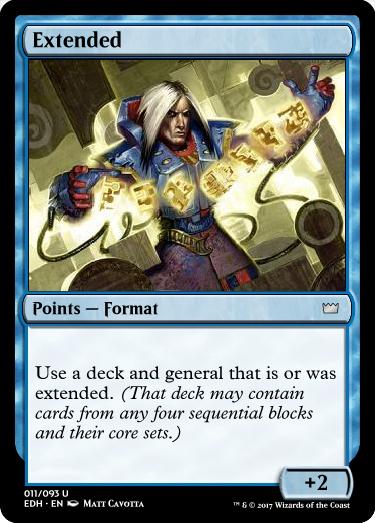 Extended
Points — Format
Use a deck and general that is or was
extended. (That deck may contain
cards from any four sequential blocks
and their core sets.)
+2
011/093 U
EDH • EN Matt Cavotta
™ & © 2017 Wizards of the Coast